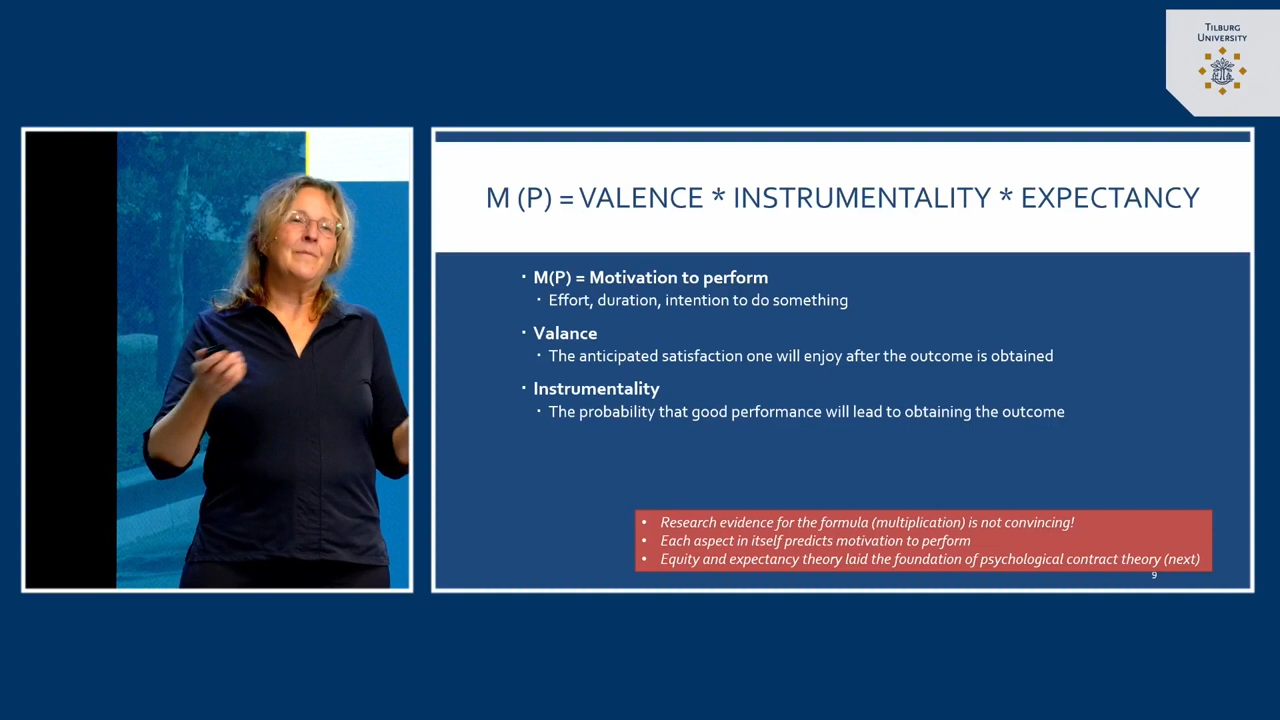 TILBURG
UNIVERSITY
M (P) = VALENCE * INSTRUMENTALITY * EXPECTANCY
· M(P) = Motivation to perform
· Effort, duration, intention to do something
· Valance
· The anticipated satisfaction one will enjoy after the outcome is obtained
· Instrumentality
· The probability that good performance will lead to obtaining the outcome
• Research evidence for the formula (multiplication) is not convincing!
• Each aspect in itself predicts motivation to perform
• Equity and expectancy theory laid the foundation of psychological contract theory (next)
9